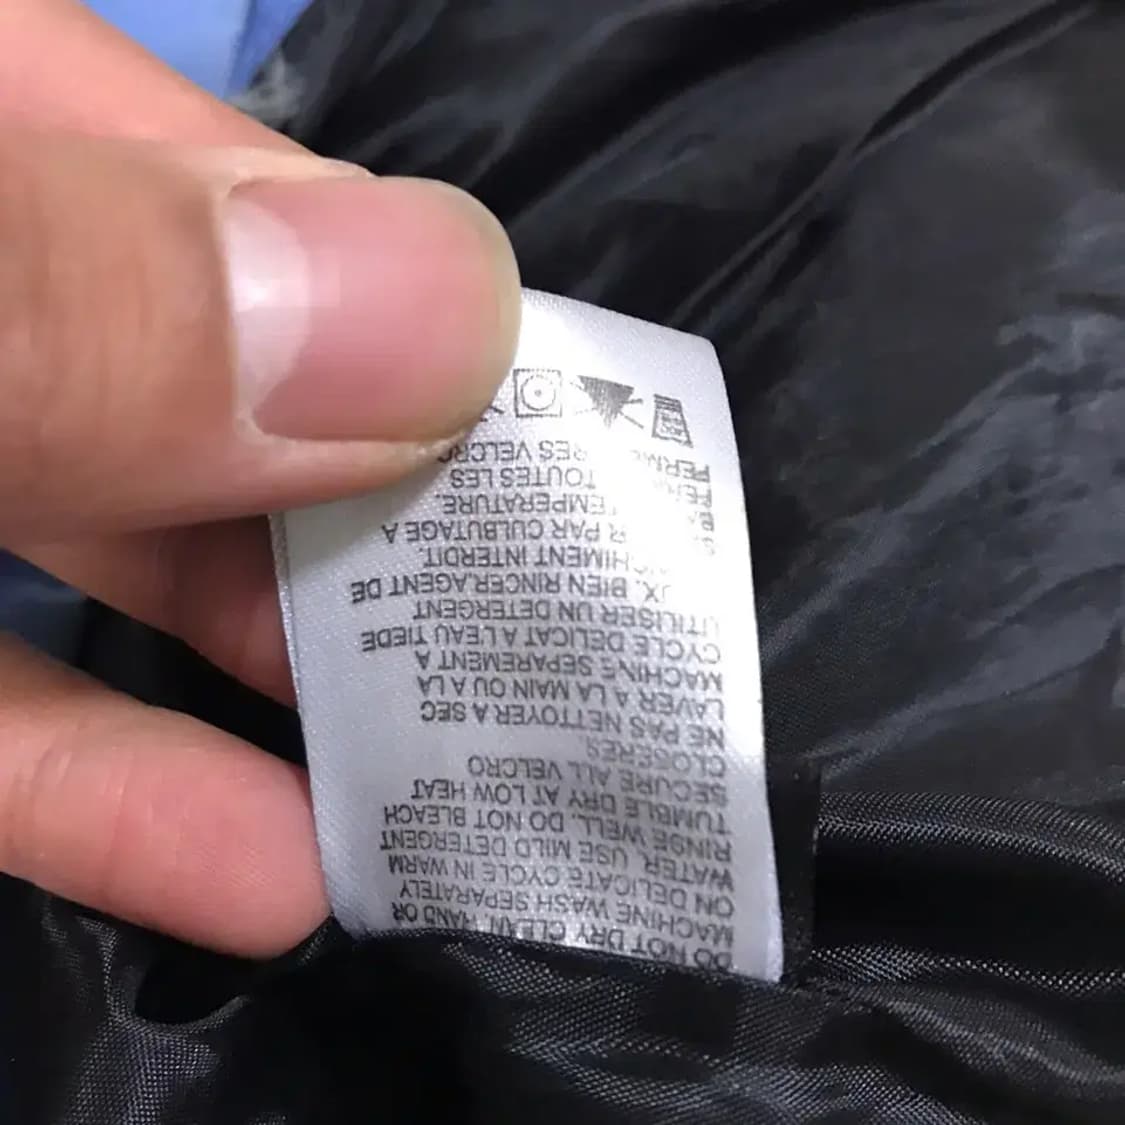 DO NOT DRY CLEAN. HAND OR
MACHINE WASH SEPARATELY
ON DELICATE CYCLE IN WARM
WATER. USE MILD DETERGENT
RINSE WELL. DO NOT BLEACH
TUMBLE DRY AT LOW HEAT
SECURE ALL VELCRO
CLOSERES
NE PAS NETTOYER A SEC
LAVER A LA MAIN OU A LA
MACHINE SEPAREMENT A
CYCLE DELICAT A L'EAU TIEDE
UTILISER UN DETERGENT
BIEN RINCER.AGENT DE
INTERDIT.
PAR CULBUTAGE A
TOUTES LES
VELCRO